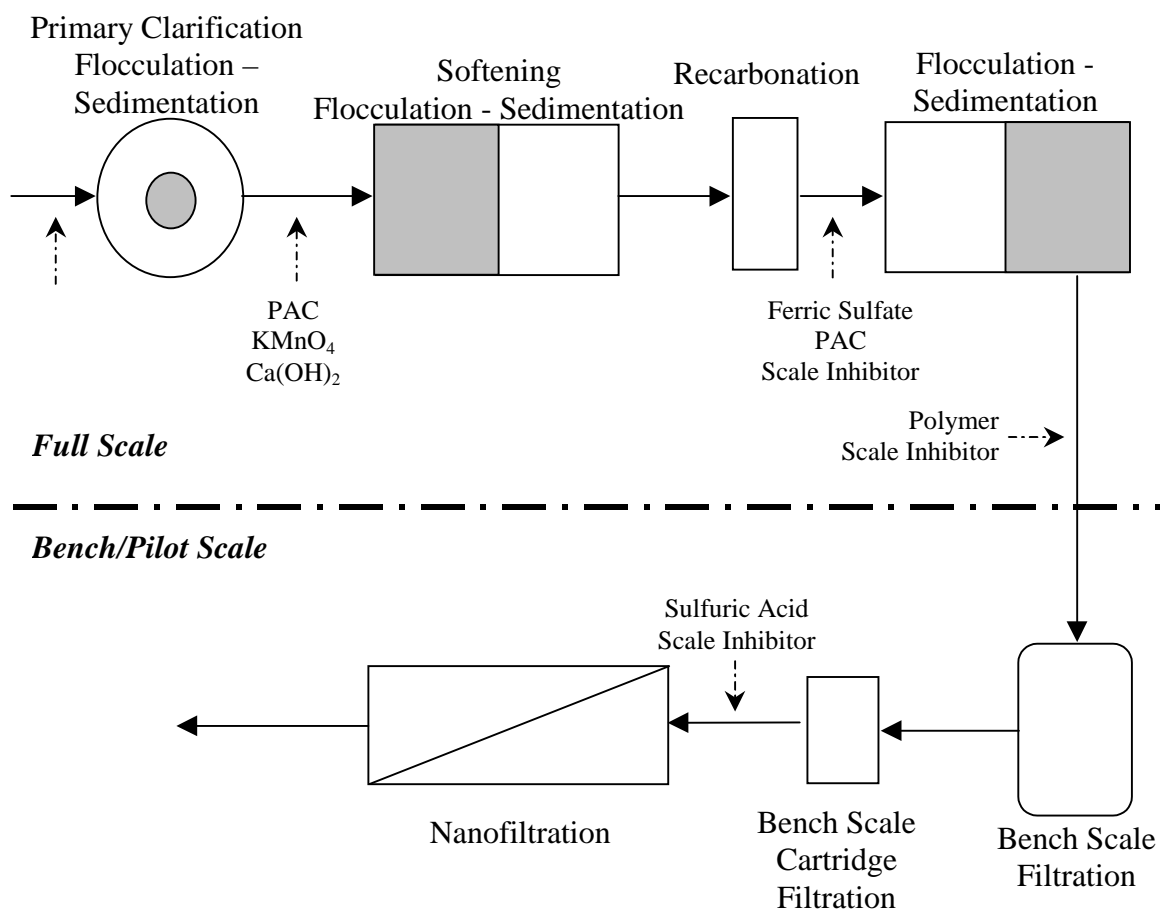 Primary Clarification
Flocculation –
Sedimentation
Softening
Flocculation - Sedimentation
Recarbonation
Flocculation -
Sedimentation
PAC
KMnO₄
Ca(OH)₂
Ferric Sulfate
PAC
Scale Inhibitor
Polymer
Scale Inhibitor
Full Scale
Bench/Pilot Scale
Sulfuric Acid
Scale Inhibitor
Nanofiltration
Bench Scale
Cartridge
Filtration
Bench Scale
Filtration